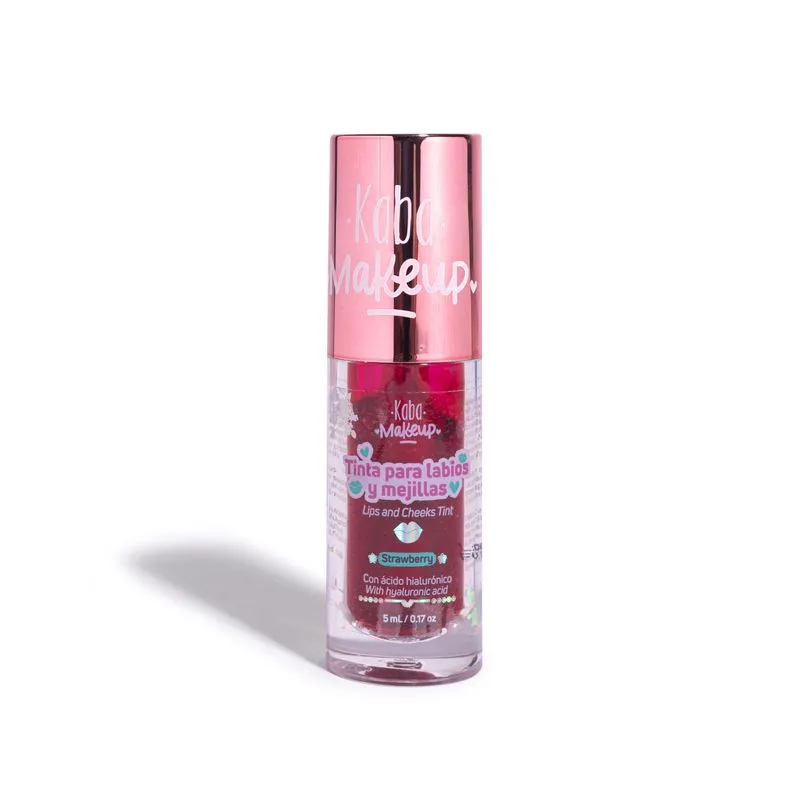 ·Kaba·
Makeup
·Kaba·
Makeup
Tinta para labios
y mejillas
Lips and Cheeks Tint
Strawberry
Con ácido hialurónico
With hyaluronic acid
5 mL / 0.17 oz